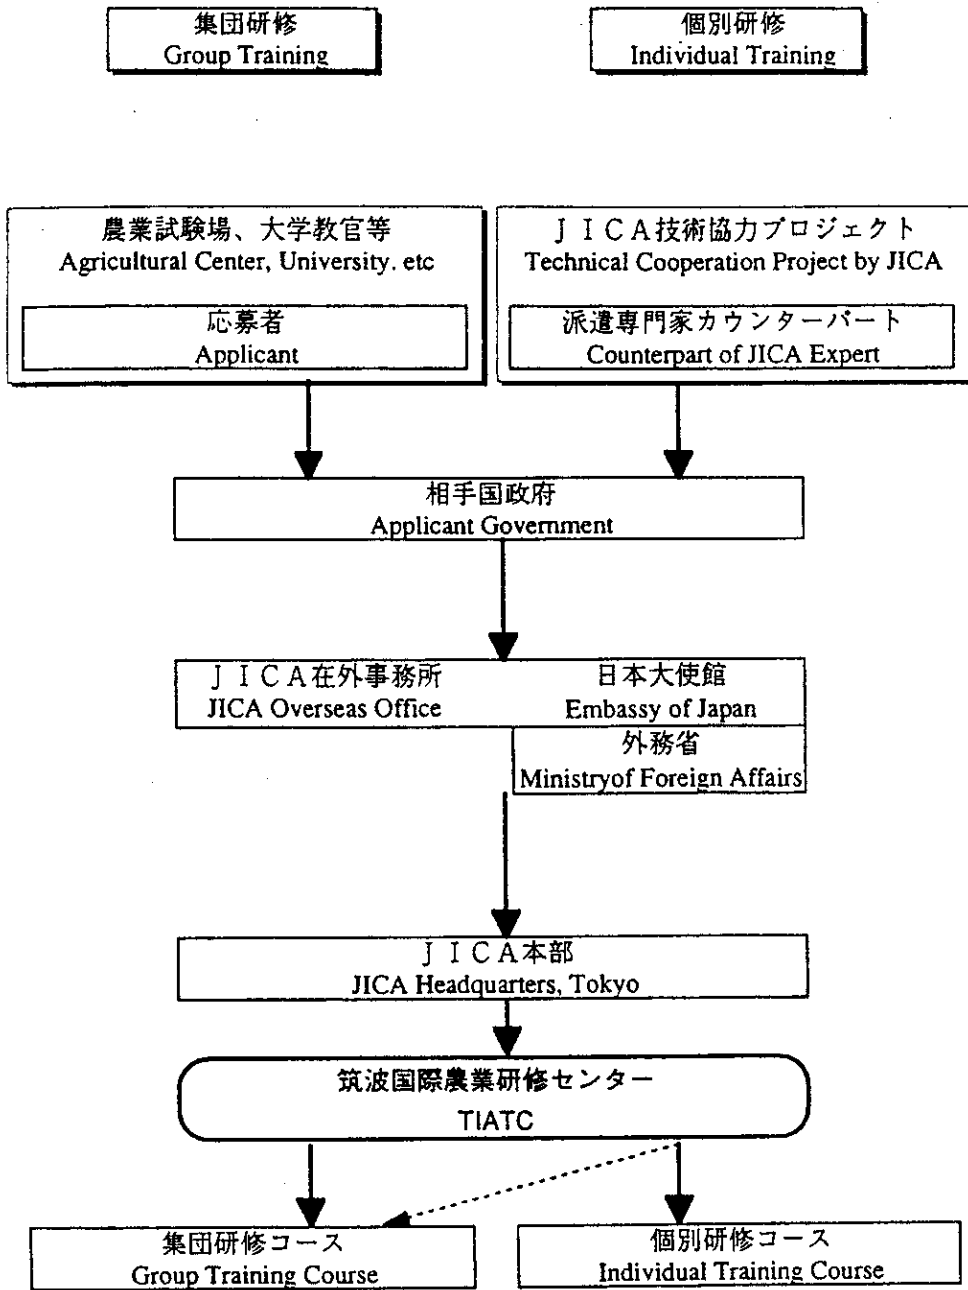 集団研修
Group Training
個別研修
Individual Training
農業試験場、大学教官等
Agricultural Center, University. etc
応募者
Applicant
ＪＩＣＡ技術協力プロジェクト
Technical Cooperation Project by JICA
派遣専門家カウンターパート
Counterpart of JICA Expert
相手国政府
Applicant Government
ＪＩＣＡ在外事務所
JICA Overseas Office
日本大使館
Embassy of Japan
外務省
Ministryof Foreign Affairs
ＪＩＣＡ本部
JICA Headquarters, Tokyo
筑波国際農業研修センター
TIATC
集団研修コース
Group Training Course
個別研修コース
Individual Training Course